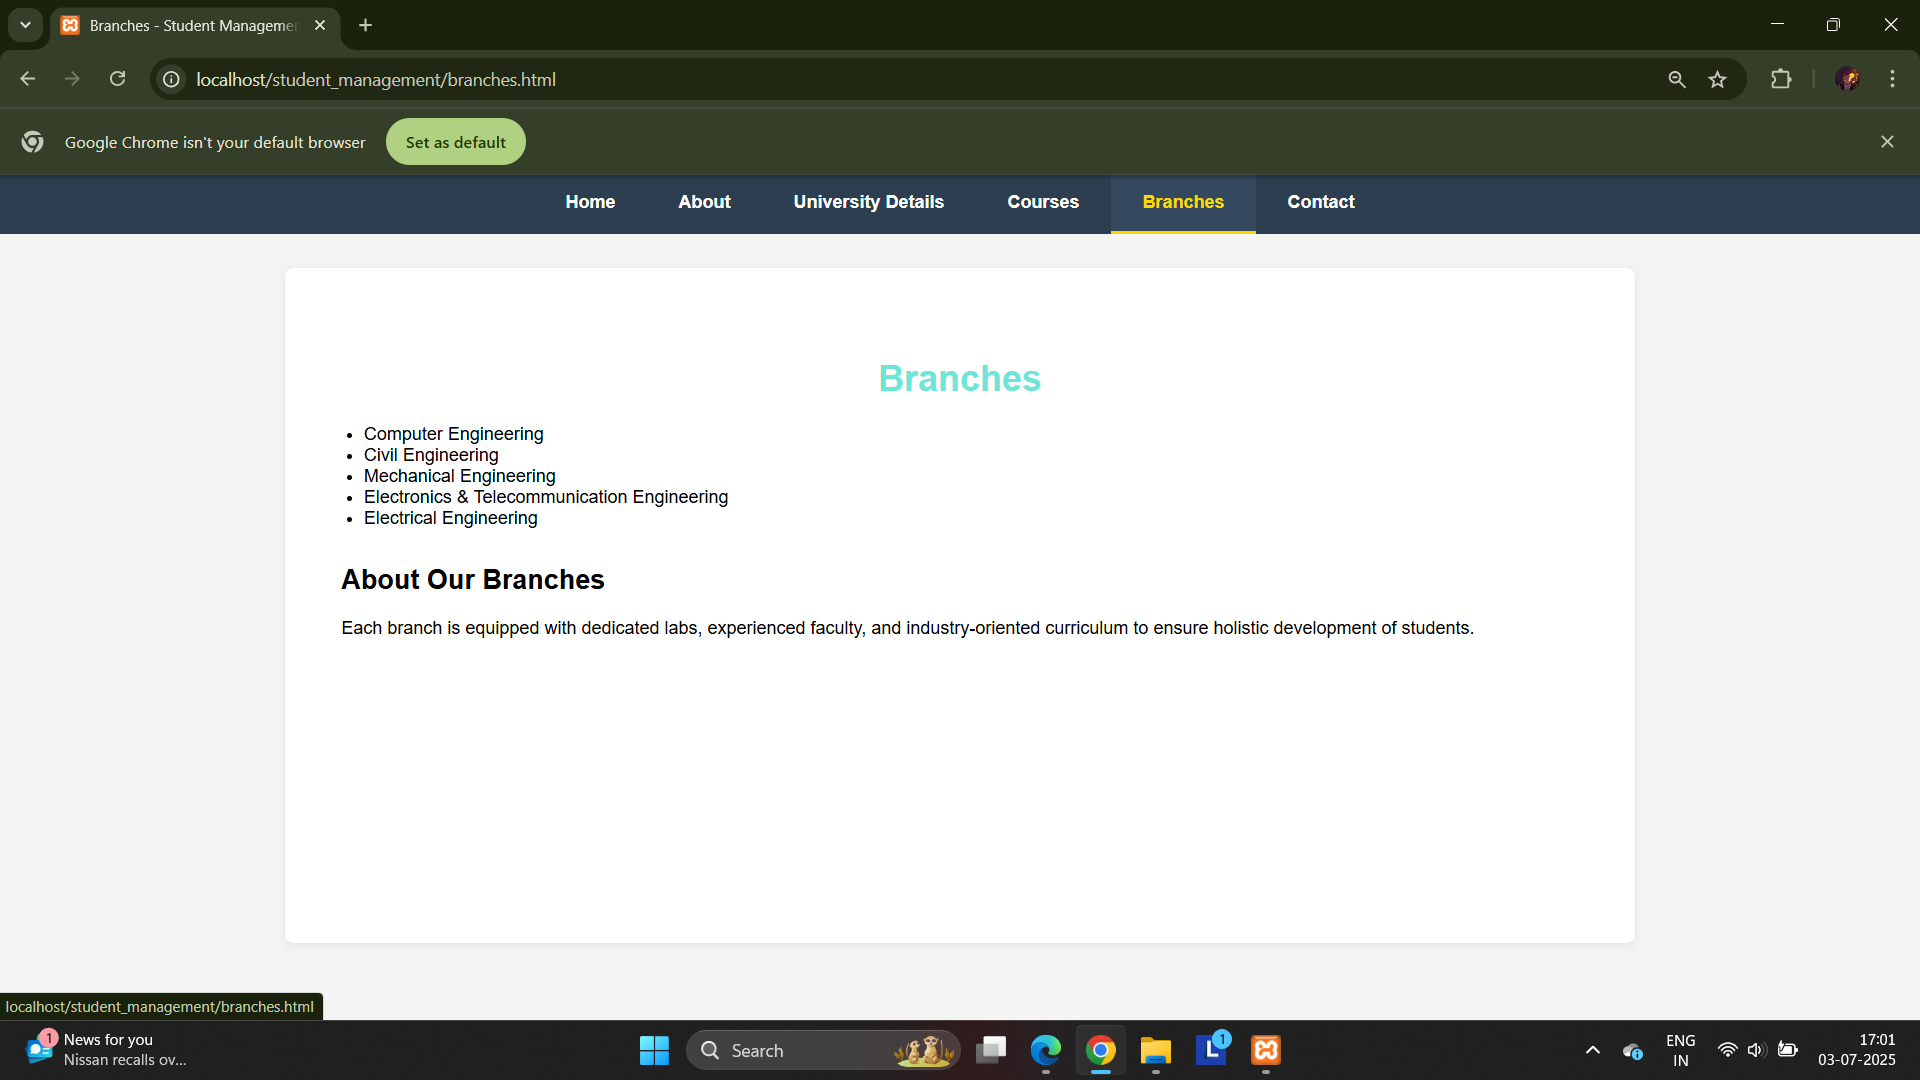 Branches - Student Managemen
localhost/student_management/branches.html
Google Chrome isn't your default browser
Set as default
Home About University Details Courses Branches Contact
Branches
• Computer Engineering
• Civil Engineering
• Mechanical Engineering
• Electronics & Telecommunication Engineering
• Electrical Engineering
About Our Branches
Each branch is equipped with dedicated labs, experienced faculty, and industry-oriented curriculum to ensure holistic development of students.
localhost/student_management/branches.html
1
News for you
Nissan recalls ov...
Search
L
1
ENG
IN
17:01
03-07-2025